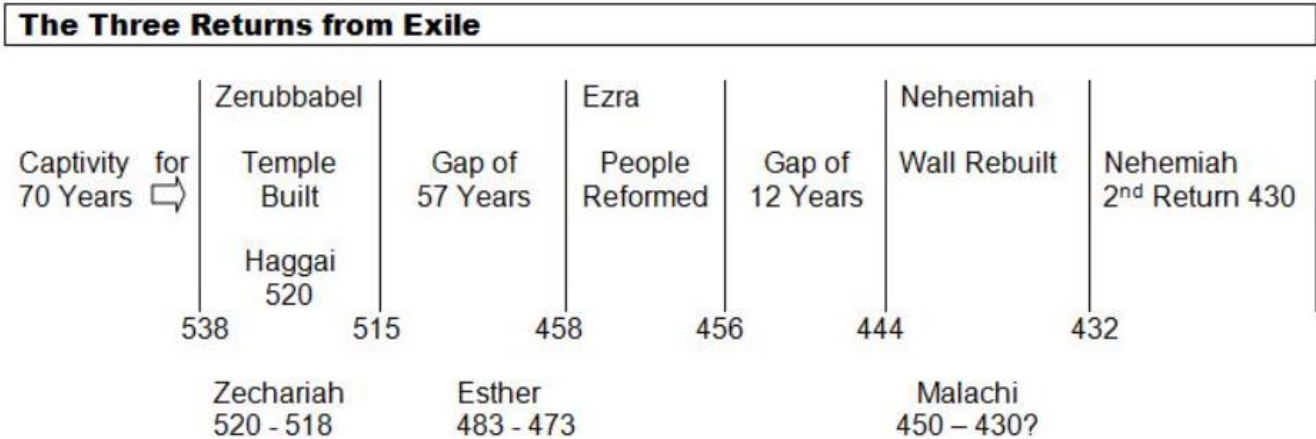 The Three Returns from Exile
Zerubbabel Ezra Nehemiah
Captivity for Temple Gap of People Gap of Wall Rebuilt Nehemiah
70 Years Built 57 Years Reformed 12 Years 2nd Return 430
Haggai
520
538 515 458 456 444 432
Zechariah Esther Malachi
520 - 518 483 - 473 450 – 430?